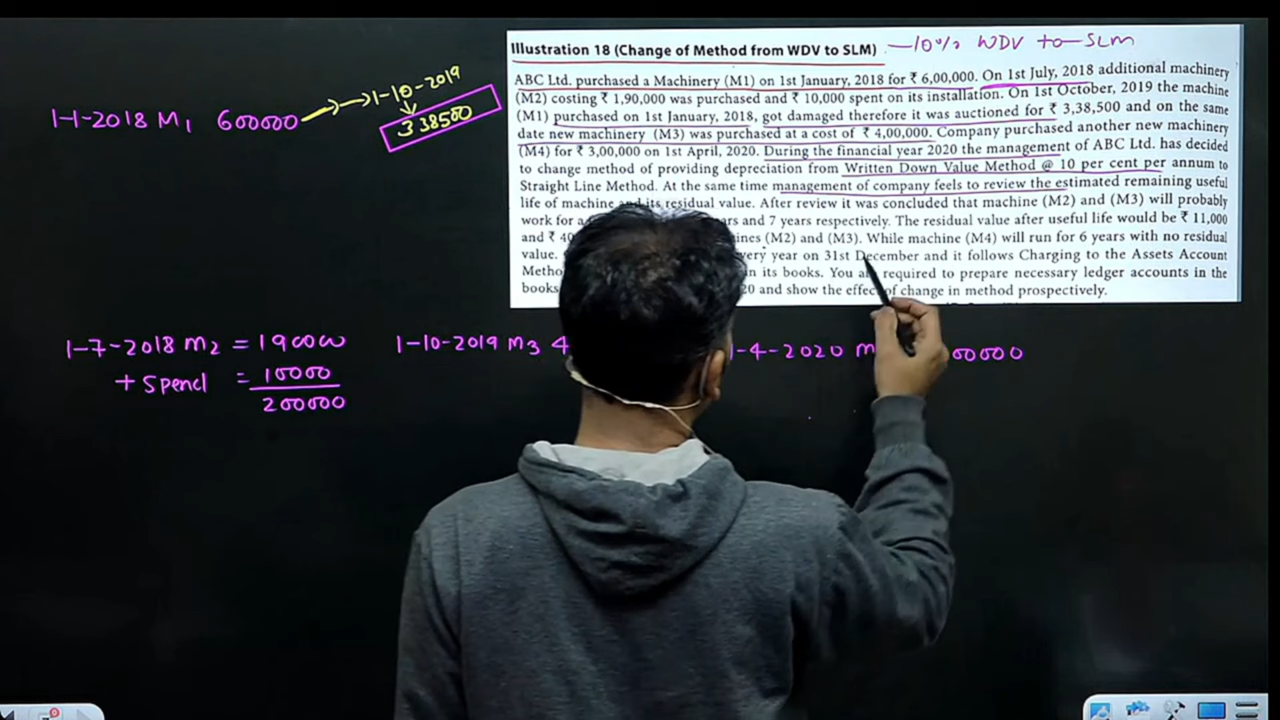 Illustration 18 (Change of Method from WDV to SLM) —10% WDV to SLM
ABC Ltd. purchased a Machinery (M1) on 1st January, 2018 for ₹ 6,00,000. On 1st July, 2018 additional machinery
(M2) costing ₹ 1,90,000 was purchased and ₹ 10,000 spent on its installation. On 1st October, 2019 the machine
(M1) purchased on 1st January, 2018, got damaged therefore it was auctioned for ₹ 3,38,500 and on the same
date new machinery (M3) was purchased at a cost of ₹ 4,00,000. Company purchased another new machinery
(M4) for ₹ 3,00,000 on 1st April, 2020. During the financial year 2020 the management of ABC Ltd. has decided
to change method of providing depreciation from Written Down Value Method @ 10 per cent per annum to
Straight Line Method. At the same time management of company feels to review the estimated remaining useful
life of machine its residual value. After review it was concluded that machine (M2) and (M3) will probably
work for and 7 years respectively. The residual value after useful life would be ₹ 11,000
and ₹ (M2) and (M3). While machine (M4) will run for 6 years with no residual
value. year on 31st December and it follows Charging to the Assets Account
in its books. You required to prepare necessary ledger accounts in the
books and show the effect of change in method prospectively.
1-1-2018 M1 600000 → 1-10-2019
338500
1-7-2018 M2 = 190000
+ Spend = 10000
200000
1-10-2019 M3 4
-4-2020
00000